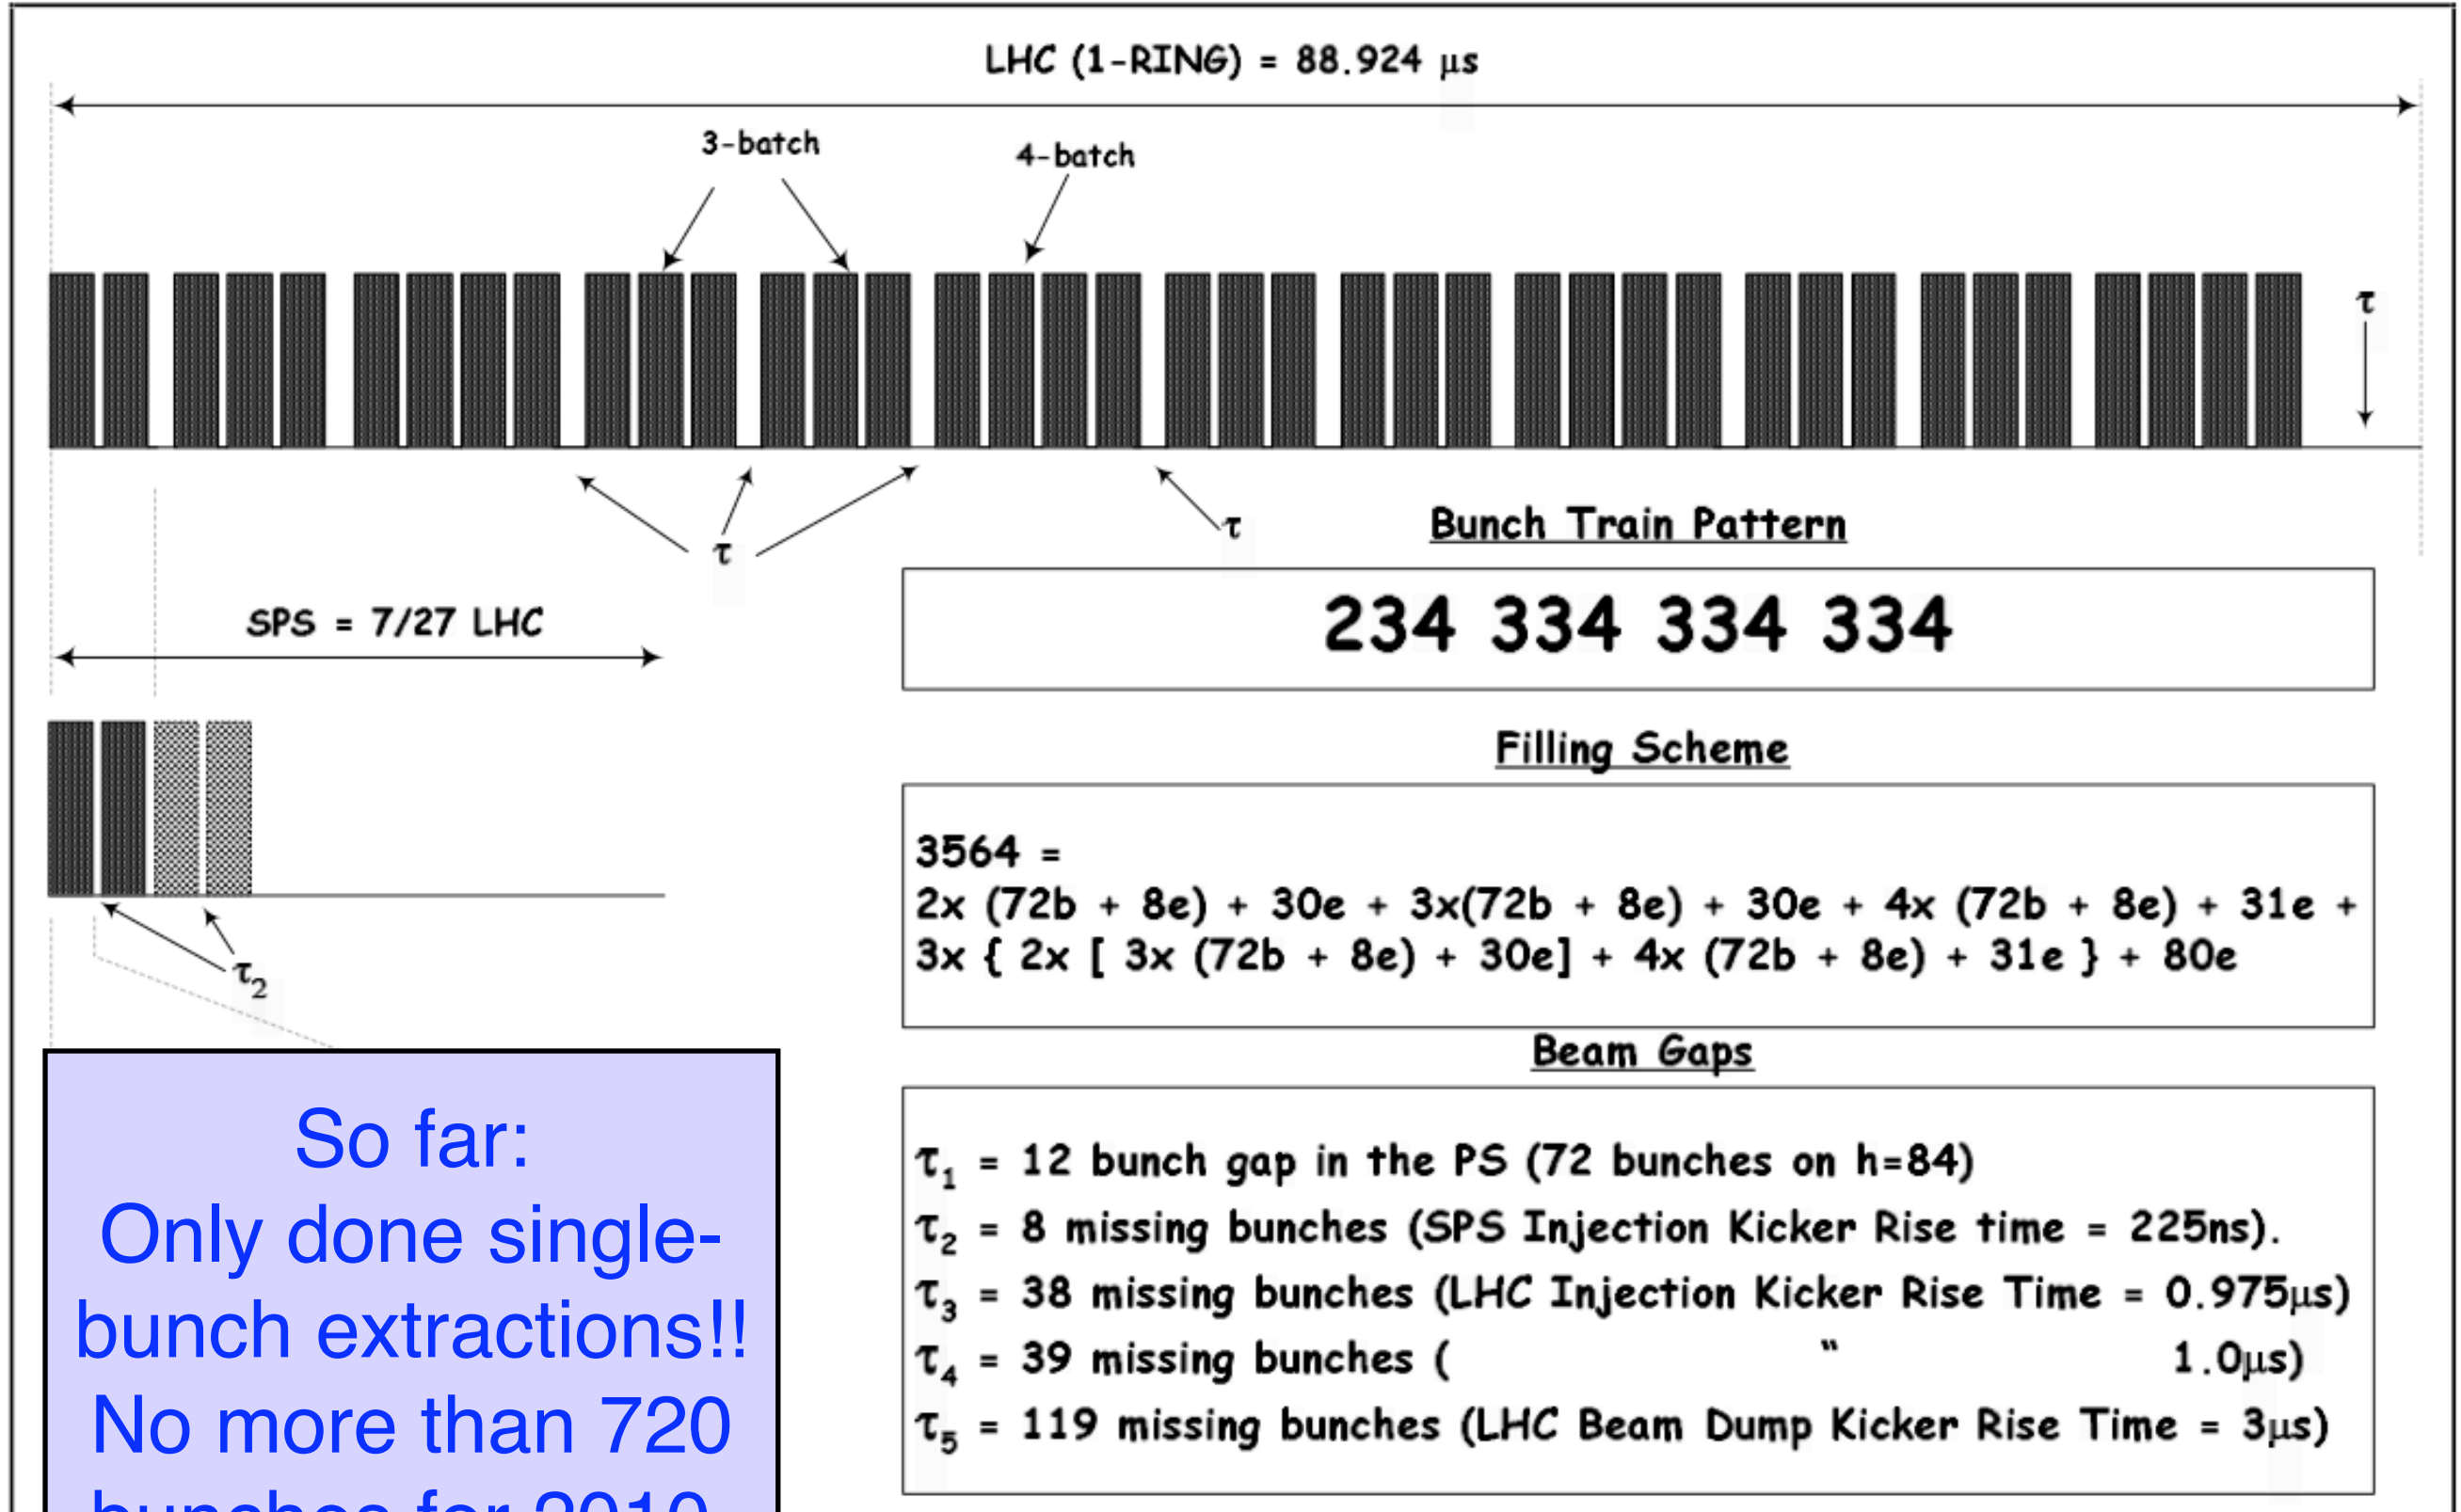 LHC (1-RING) = 88.924 μs
3-batch
4-batch
τ
τ
τ
Bunch Train Pattern
234 334 334 334
SPS = 7/27 LHC
Filling Scheme
3564 =
2x (72b + 8e) + 30e + 3x(72b + 8e) + 30e + 4x (72b + 8e) + 31e +
3x { 2x [ 3x (72b + 8e) + 30e] + 4x (72b + 8e) + 31e } + 80e
τ₂
Beam Gaps
τ₁ = 12 bunch gap in the PS (72 bunches on h=84)
τ₂ = 8 missing bunches (SPS Injection Kicker Rise time = 225ns).
τ₃ = 38 missing bunches (LHC Injection Kicker Rise Time = 0.975μs)
τ₄ = 39 missing bunches ( " 1.0μs)
τ₅ = 119 missing bunches (LHC Beam Dump Kicker Rise Time = 3μs)
So far:
Only done single-
bunch extractions!!
No more than 720
bunches for 2010